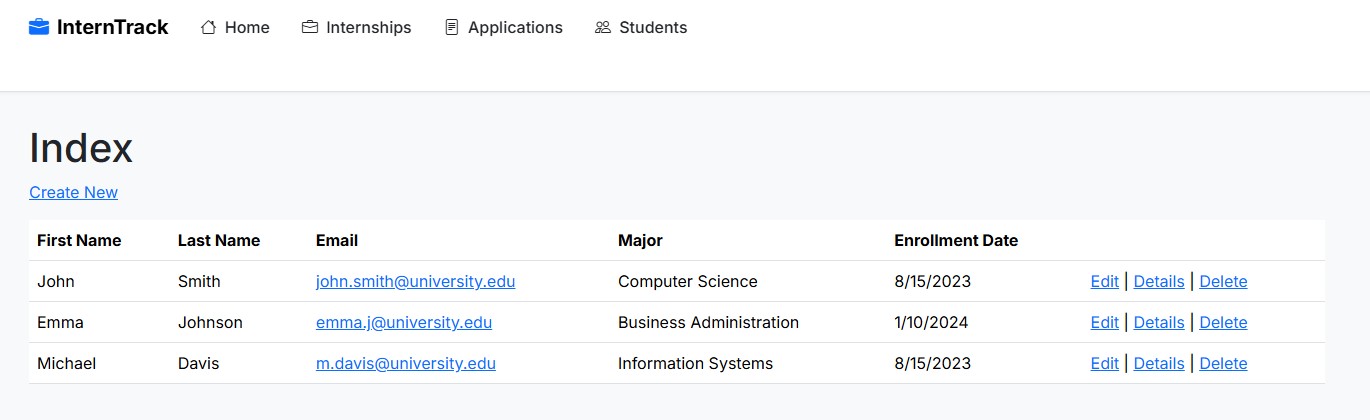 InternTrack Home Internships Applications Students
Index
Create New
First Name Last Name Email Major Enrollment Date
John Smith john.smith@university.edu Computer Science 8/15/2023 Edit | Details | Delete
Emma Johnson emma.j@university.edu Business Administration 1/10/2024 Edit | Details | Delete
Michael Davis m.davis@university.edu Information Systems 8/15/2023 Edit | Details | Delete